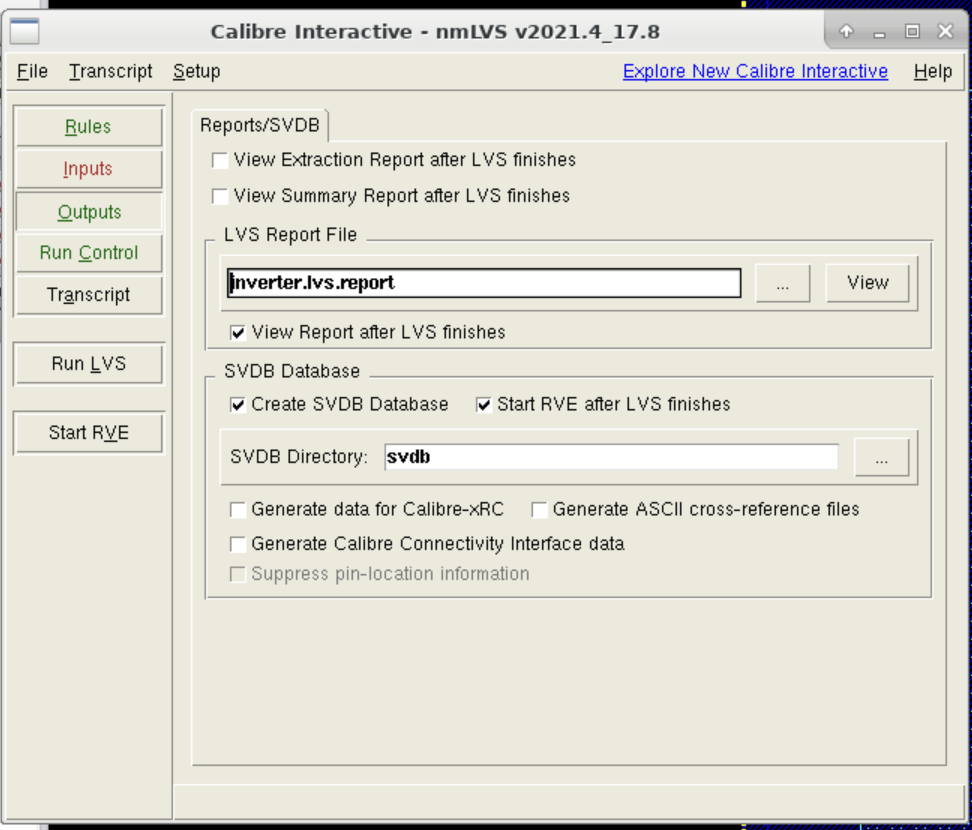 Calibre Interactive - nmLVS v2021.4_17.8
File Transcript Setup Explore New Calibre Interactive Help
Rules
Inputs
Outputs
Run Control
Transcript
Run LVS
Start RVE
Reports/SVDB
View Extraction Report after LVS finishes
View Summary Report after LVS finishes
LVS Report File
inverter.lvs.report ... View
View Report after LVS finishes
SVDB Database
Create SVDB Database Start RVE after LVS finishes
SVDB Directory: svdb ...
Generate data for Calibre-xRC Generate ASCII cross-reference files
Generate Calibre Connectivity Interface data
Suppress pin-location information